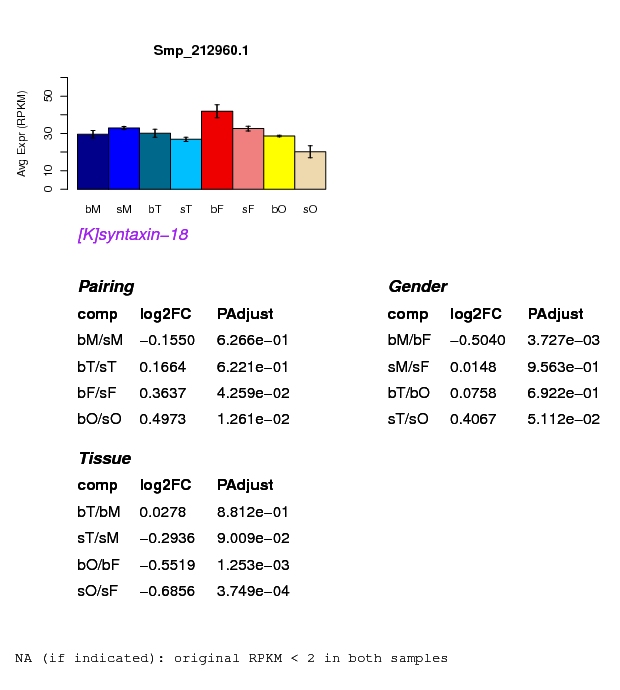 Smp_212960.1
Avg Expr (RPKM)
50
30
10
0
bM sM bT sT bF sF bO sO
[K]syntaxin−18
Pairing
comp log2FC PAdjust
bM/sM −0.1550 6.266e−01
bT/sT 0.1664 6.221e−01
bF/sF 0.3637 4.259e−02
bO/sO 0.4973 1.261e−02
Gender
comp log2FC PAdjust
bM/bF −0.5040 3.727e−03
sM/sF 0.0148 9.563e−01
bT/bO 0.0758 6.922e−01
sT/sO 0.4067 5.112e−02
Tissue
comp log2FC PAdjust
bT/bM 0.0278 8.812e−01
sT/sM −0.2936 9.009e−02
bO/bF −0.5519 1.253e−03
sO/sF −0.6856 3.749e−04
NA (if indicated): original RPKM < 2 in both samples